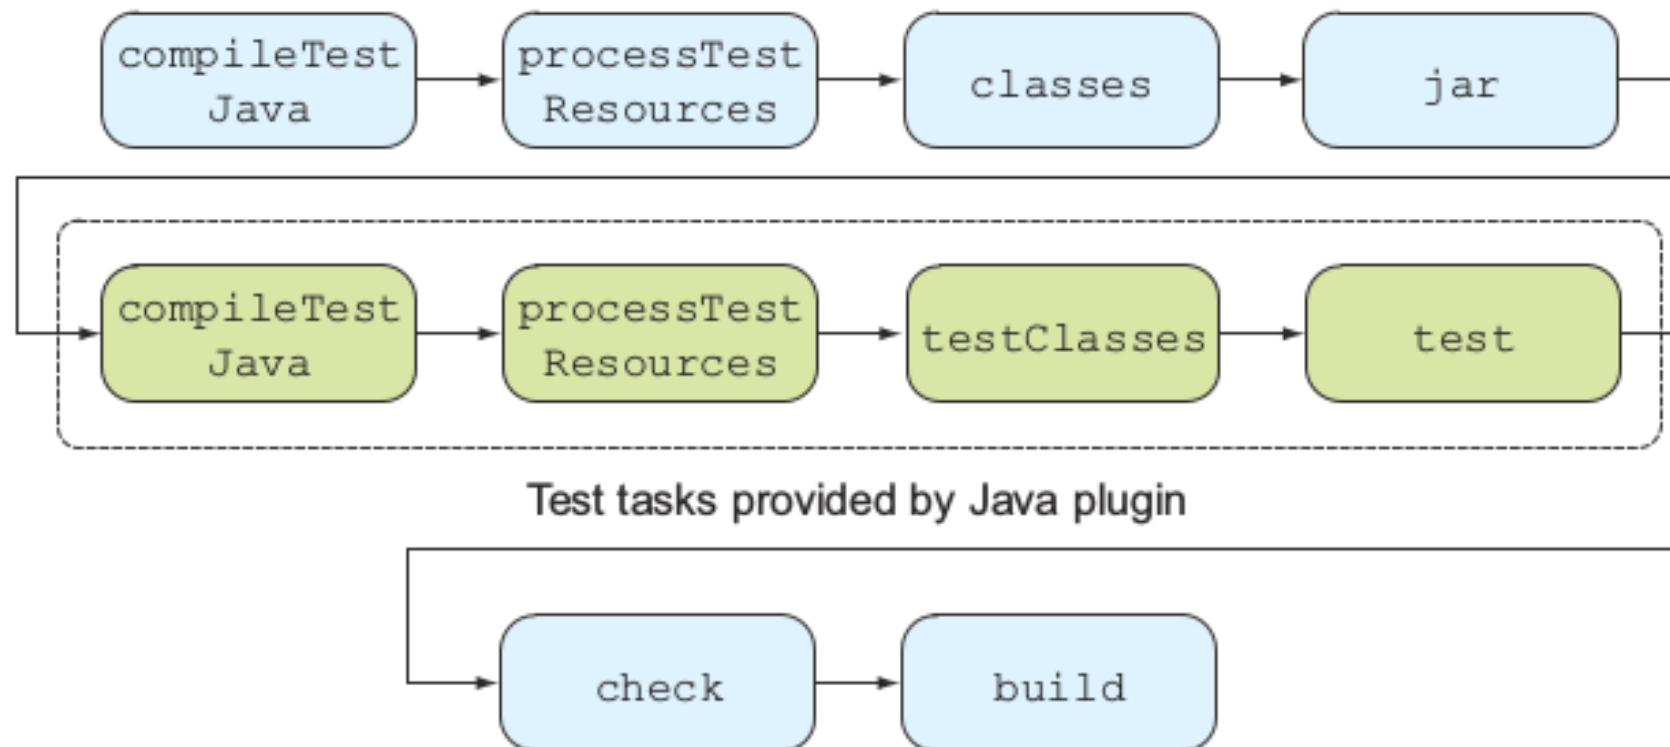 compileTest
Java
processTest
Resources
classes
jar
compileTest
Java
processTest
Resources
testClasses
test
Test tasks provided by Java plugin
check
build